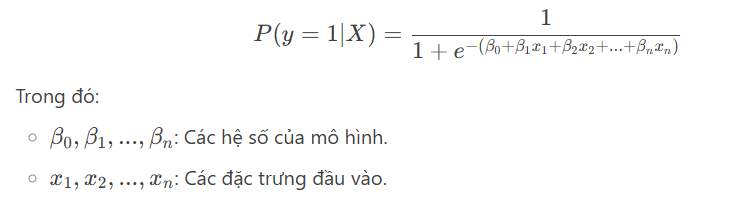 P(y = 1|X) = \frac{1}{1 + e^{-(β_0+β_1x_1+β_2x_2+...+β_nx_n)}}
Trong đó:
○ β_0, β_1, ..., β_n: Các hệ số của mô hình.
○ x_1, x_2, ..., x_n: Các đặc trưng đầu vào.